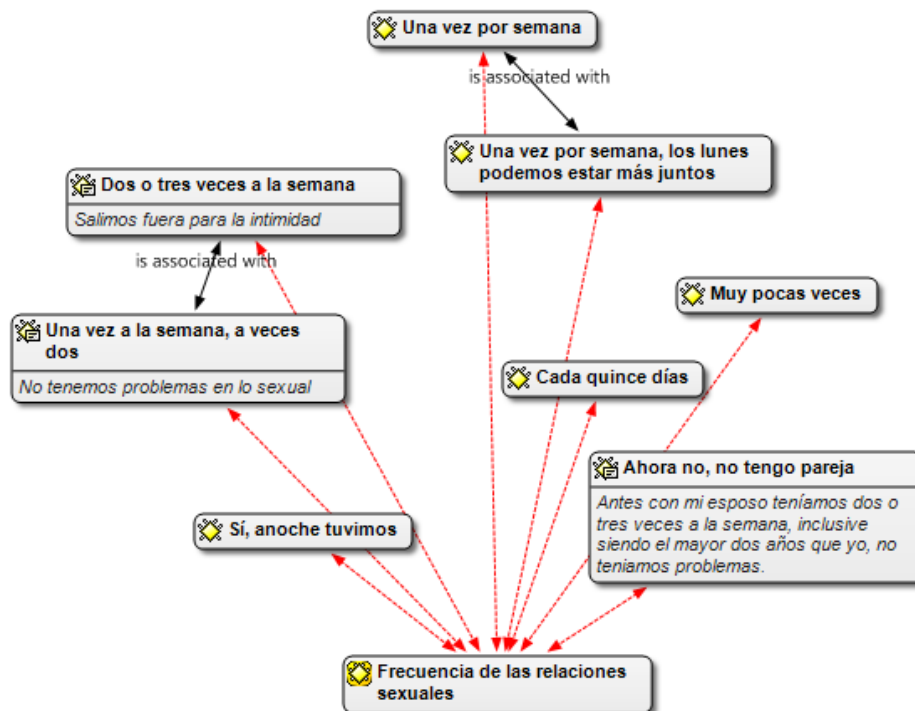 Una vez por semana
is associated with
Una vez por semana, los lunes
podemos estar más juntos
Dos o tres veces a la semana
Salimos fuera para la intimidad
is associated with
Muy pocas veces
Una vez a la semana, a veces
dos
No tenemos problemas en lo sexual
Cada quince días
Ahora no, no tengo pareja
Antes con mi esposo teníamos dos o
tres veces a la semana, inclusive
siendo el mayor dos años que yo, no
teniamos problemas.
Sí, anoche tuvimos
Frecuencia de las relaciones
sexuales